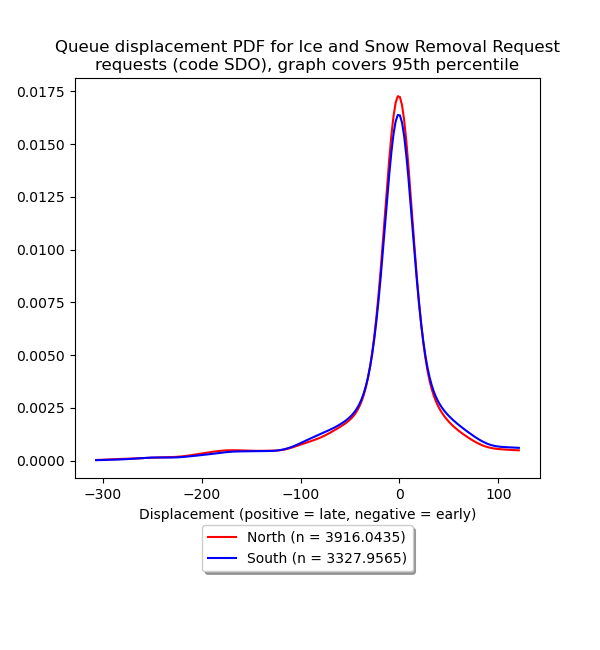 Queue displacement PDF for Ice and Snow Removal Request
requests (code SDO), graph covers 95th percentile
0.0175
0.0150
0.0125
0.0100
0.0075
0.0050
0.0025
0.0000
−300 −200 −100 0 100
Displacement (positive = late, negative = early)
North (n = 3916.0435)
South (n = 3327.9565)